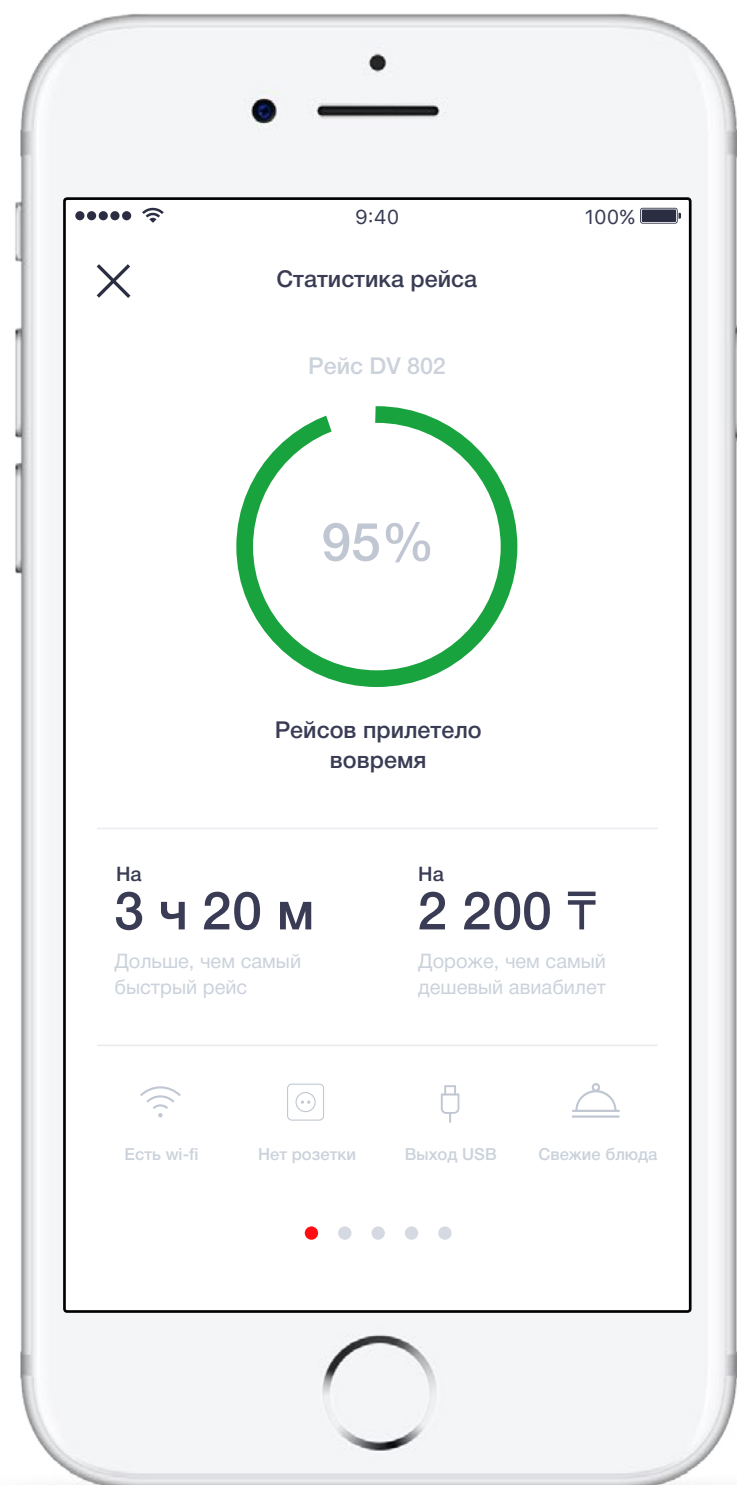 9:40
100%
Статистика рейса
Рейс DV 802
95%
Рейсов прилетело
вовремя
На
3 ч 20 м
Дольше, чем самый
быстрый рейс
На
2 200 ₸
Дороже, чем самый
дешевый авиабилет
Есть wi-fi
Нет розетки
Выход USB
Свежие блюда